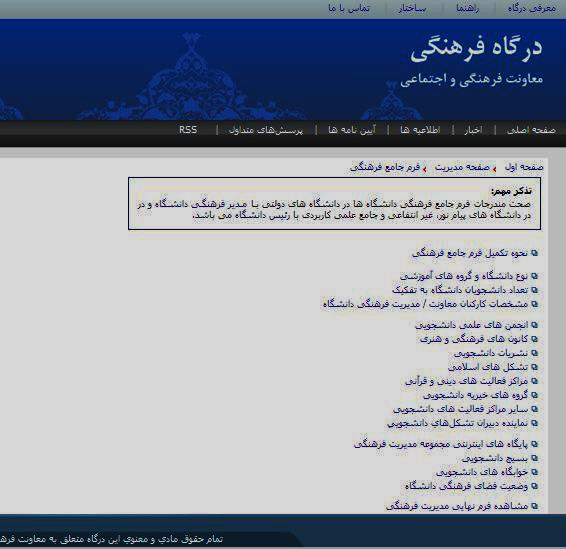 معرفی درگاه | راهنما | ساختار | تماس با ما
درگاه فرهنگی
معاونت فرهنگی و اجتماعی
صفحه اصلی | اخبار | اطلاعیه ها | آیین نامه ها | پرسش‌های متداول | RSS
صفحه اول ‹ صفحه مدیریت ‹ فرم جامع فرهنگی
تذکر مهم:
صحت مندرجات فرم جامع فرهنگی دانشگاه ها در دانشگاه های دولتی با مدیر فرهنگی دانشگاه و در
در دانشگاه های پیام نور، غیر انتفاعی و جامع علمی کاربردی با رئیس دانشگاه می باشد.
نحوه تکمیل فرم جامع فرهنگی
نوع دانشگاه و گروه های آموزشی
تعداد دانشجویان دانشگاه به تفکیک
مشخصات کارکنان معاونت / مدیریت فرهنگی دانشگاه
انجمن های علمی دانشجویی
کانون های فرهنگی و هنری
نشریات دانشجویی
تشکل های اسلامی
مراکز فعالیت های دینی و قرآنی
گروه های خیریه دانشجویی
سایر مراکز فعالیت های دانشجویی
نماینده دبیران تشکل‌های دانشجویی
پایگاه های اینترنتی مجموعه مدیریت فرهنگی
بسیج دانشجویی
خوابگاه های دانشجویی
وضعیت فضای فرهنگی دانشگاه
مشاهده فرم نهایی مدیریت فرهنگی
تمام حقوق مادي و معنوي اين درگاه متعلق به معاونت فره